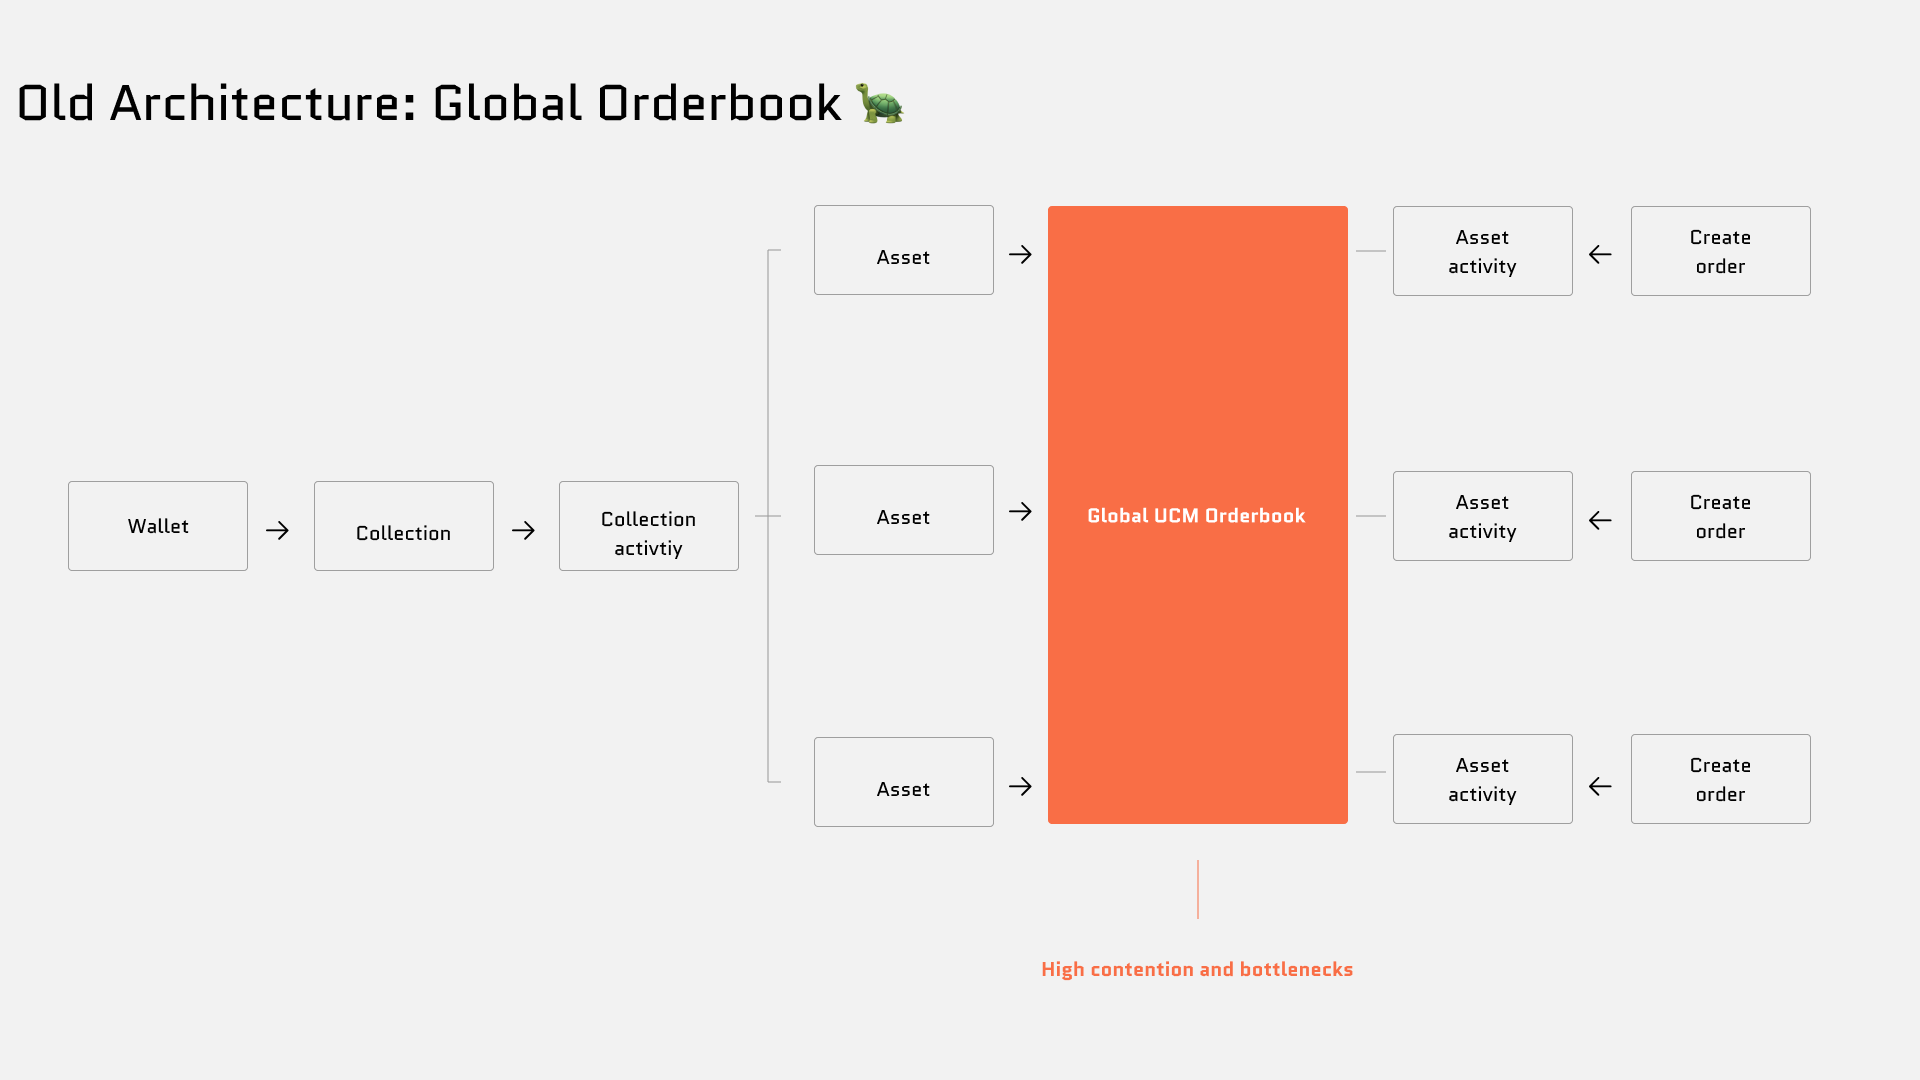 Old Architecture: Global Orderbook 🐢
Asset
Asset
activity
Create
order
Wallet
Collection
Collection
activtiy
Asset
Global UCM Orderbook
Asset
activity
Create
order
Asset
Asset
activity
Create
order
High contention and bottlenecks